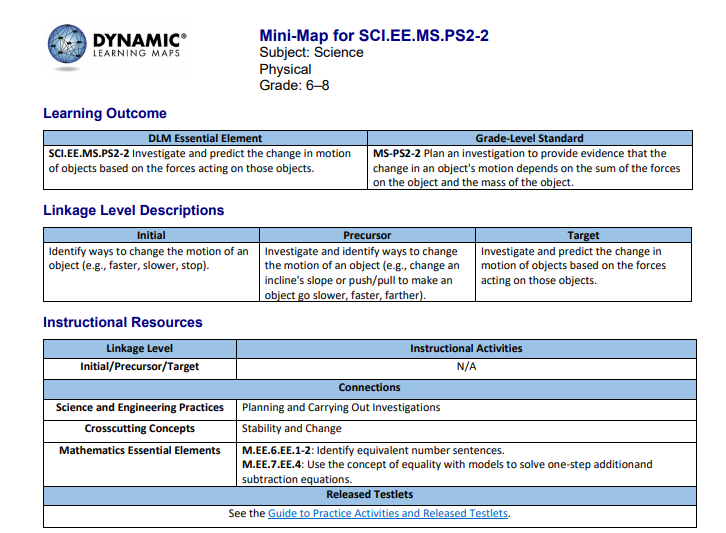 DYNAMIC®
LEARNING MAPS
Mini-Map for SCI.EE.MS.PS2-2
Subject: Science
Physical
Grade: 6–8
Learning Outcome
DLM Essential Element
Grade-Level Standard
SCI.EE.MS.PS2-2 Investigate and predict the change in motion
of objects based on the forces acting on those objects.
MS-PS2-2 Plan an investigation to provide evidence that the
change in an object's motion depends on the sum of the forces
on the object and the mass of the object.
Linkage Level Descriptions
Initial
Precursor
Target
Identify ways to change the motion of an
object (e.g., faster, slower, stop).
Investigate and identify ways to change
the motion of an object (e.g., change an
incline's slope or push/pull to make an
object go slower, faster, farther).
Investigate and predict the change in
motion of objects based on the forces
acting on those objects.
Instructional Resources
Linkage Level
Instructional Activities
Initial/Precursor/Target
N/A
Connections
Science and Engineering Practices
Planning and Carrying Out Investigations
Crosscutting Concepts
Stability and Change
Mathematics Essential Elements
M.EE.6.EE.1-2: Identify equivalent number sentences.
M.EE.7.EE.4: Use the concept of equality with models to solve one-step additionand
subtraction equations.
Released Testlets
See the Guide to Practice Activities and Released Testlets.